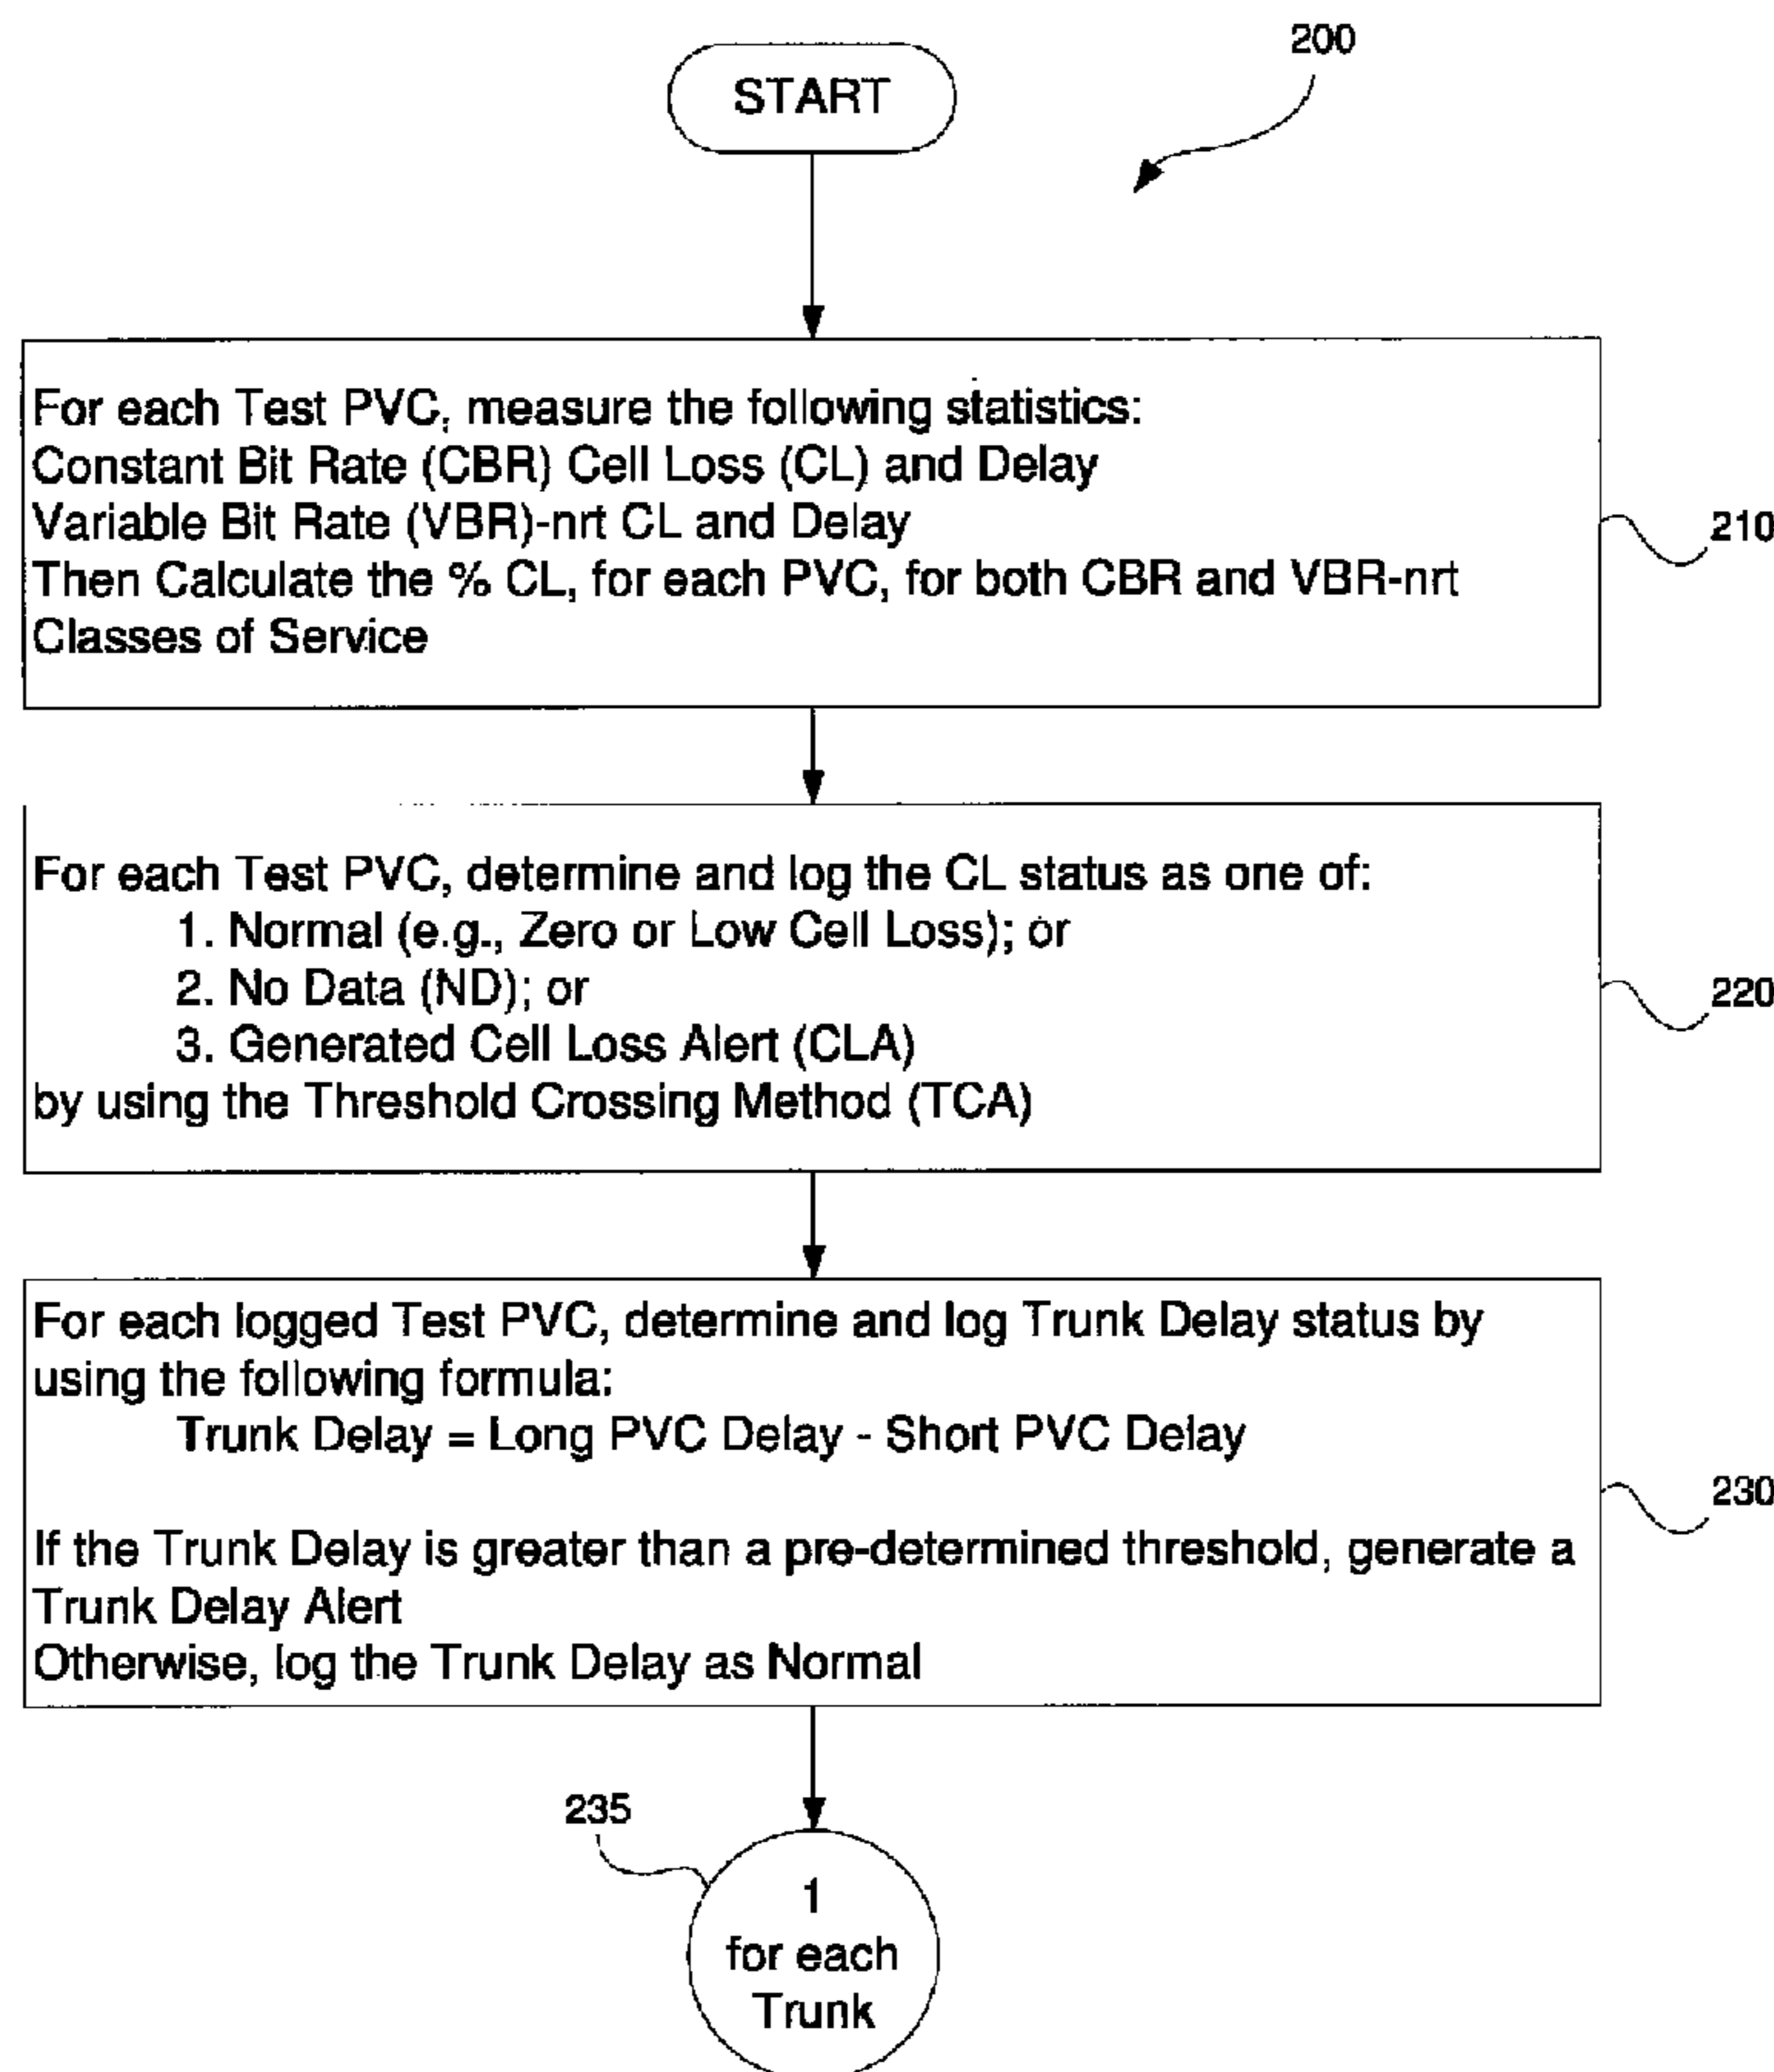 200
START
For each Test PVC, measure the following statistics:
Constant Bit Rate (CBR) Cell Loss (CL) and Delay
Variable Bit Rate (VBR)-nrt CL and Delay
Then Calculate the % CL, for each PVC, for both CBR and VBR-nrt
Classes of Service
210
For each Test PVC, determine and log the CL status as one of:
1. Normal (e.g., Zero or Low Cell Loss); or
2. No Data (ND); or
3. Generated Cell Loss Alert (CLA)
by using the Threshold Crossing Method (TCA)
220
For each logged Test PVC, determine and log Trunk Delay status by
using the following formula:
Trunk Delay = Long PVC Delay - Short PVC Delay
If the Trunk Delay is greater than a pre-determined threshold, generate a
Trunk Delay Alert
Otherwise, log the Trunk Delay as Normal
230
235
1
for each
Trunk